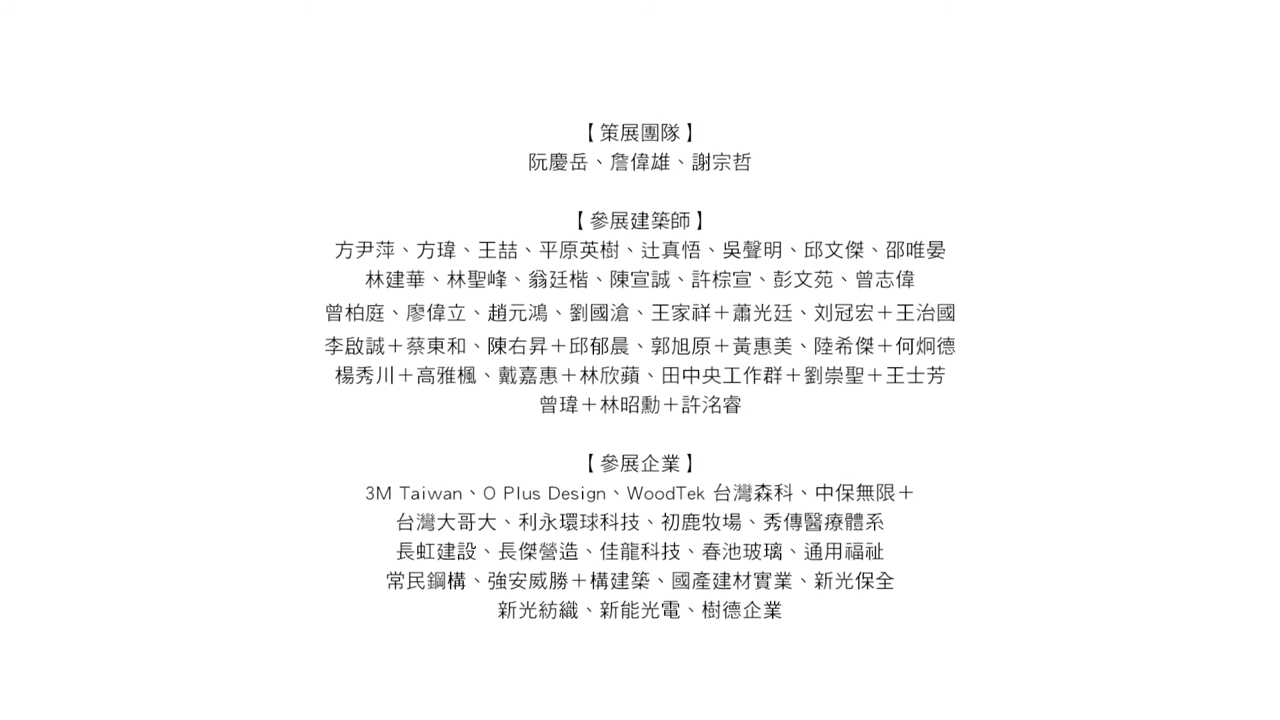 【策展團隊】
阮慶岳、詹偉雄、謝宗哲
【參展建築師】
方尹萍、方瑋、王喆、平原英樹、辻真悟、吳聲明、邱文傑、邵唯晏
林建華、林聖峰、翁廷楷、陳宣誠、許棕宣、彭文苑、曾志偉
曾柏庭、廖偉立、趙元鴻、劉國滄、王家祥＋蕭光廷、刘冠宏＋王治國
李啟誠＋蔡東和、陳右昇＋邱郁晨、郭旭原＋黃惠美、陸希傑＋何炯德
楊秀川＋高雅楓、戴嘉惠＋林欣蘋、田中央工作群＋劉崇聖＋王士芳
曾瑋＋林昭勳＋許洺睿
【參展企業】
3M Taiwan、O Plus Design、WoodTek 台灣森科、中保無限＋
台灣大哥大、利永環球科技、初鹿牧場、秀傳醫療體系
長虹建設、長傑營造、佳龍科技、春池玻璃、通用福祉
常民鋼構、強安威勝＋構建築、國產建材實業、新光保全
新光紡織、新能光電、樹德企業